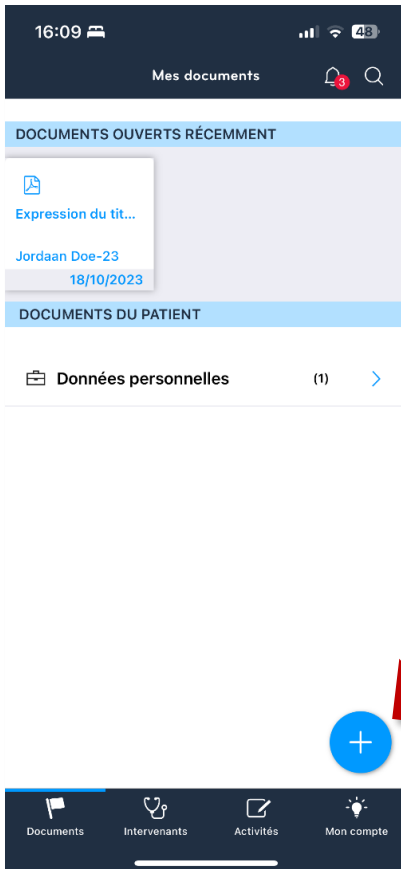 16:09
48
Mes documents
3
DOCUMENTS OUVERTS RÉCEMMENT
Expression du tit...
Jordaan Doe-23
18/10/2023
DOCUMENTS DU PATIENT
Données personnelles (1)
Documents Intervenants Activités Mon compte